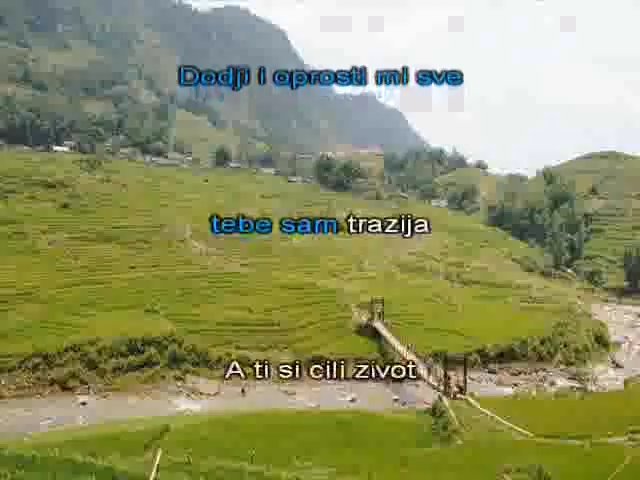 Dodji i oprosti mi sve
tebe sam trazija
A ti si cili zivot